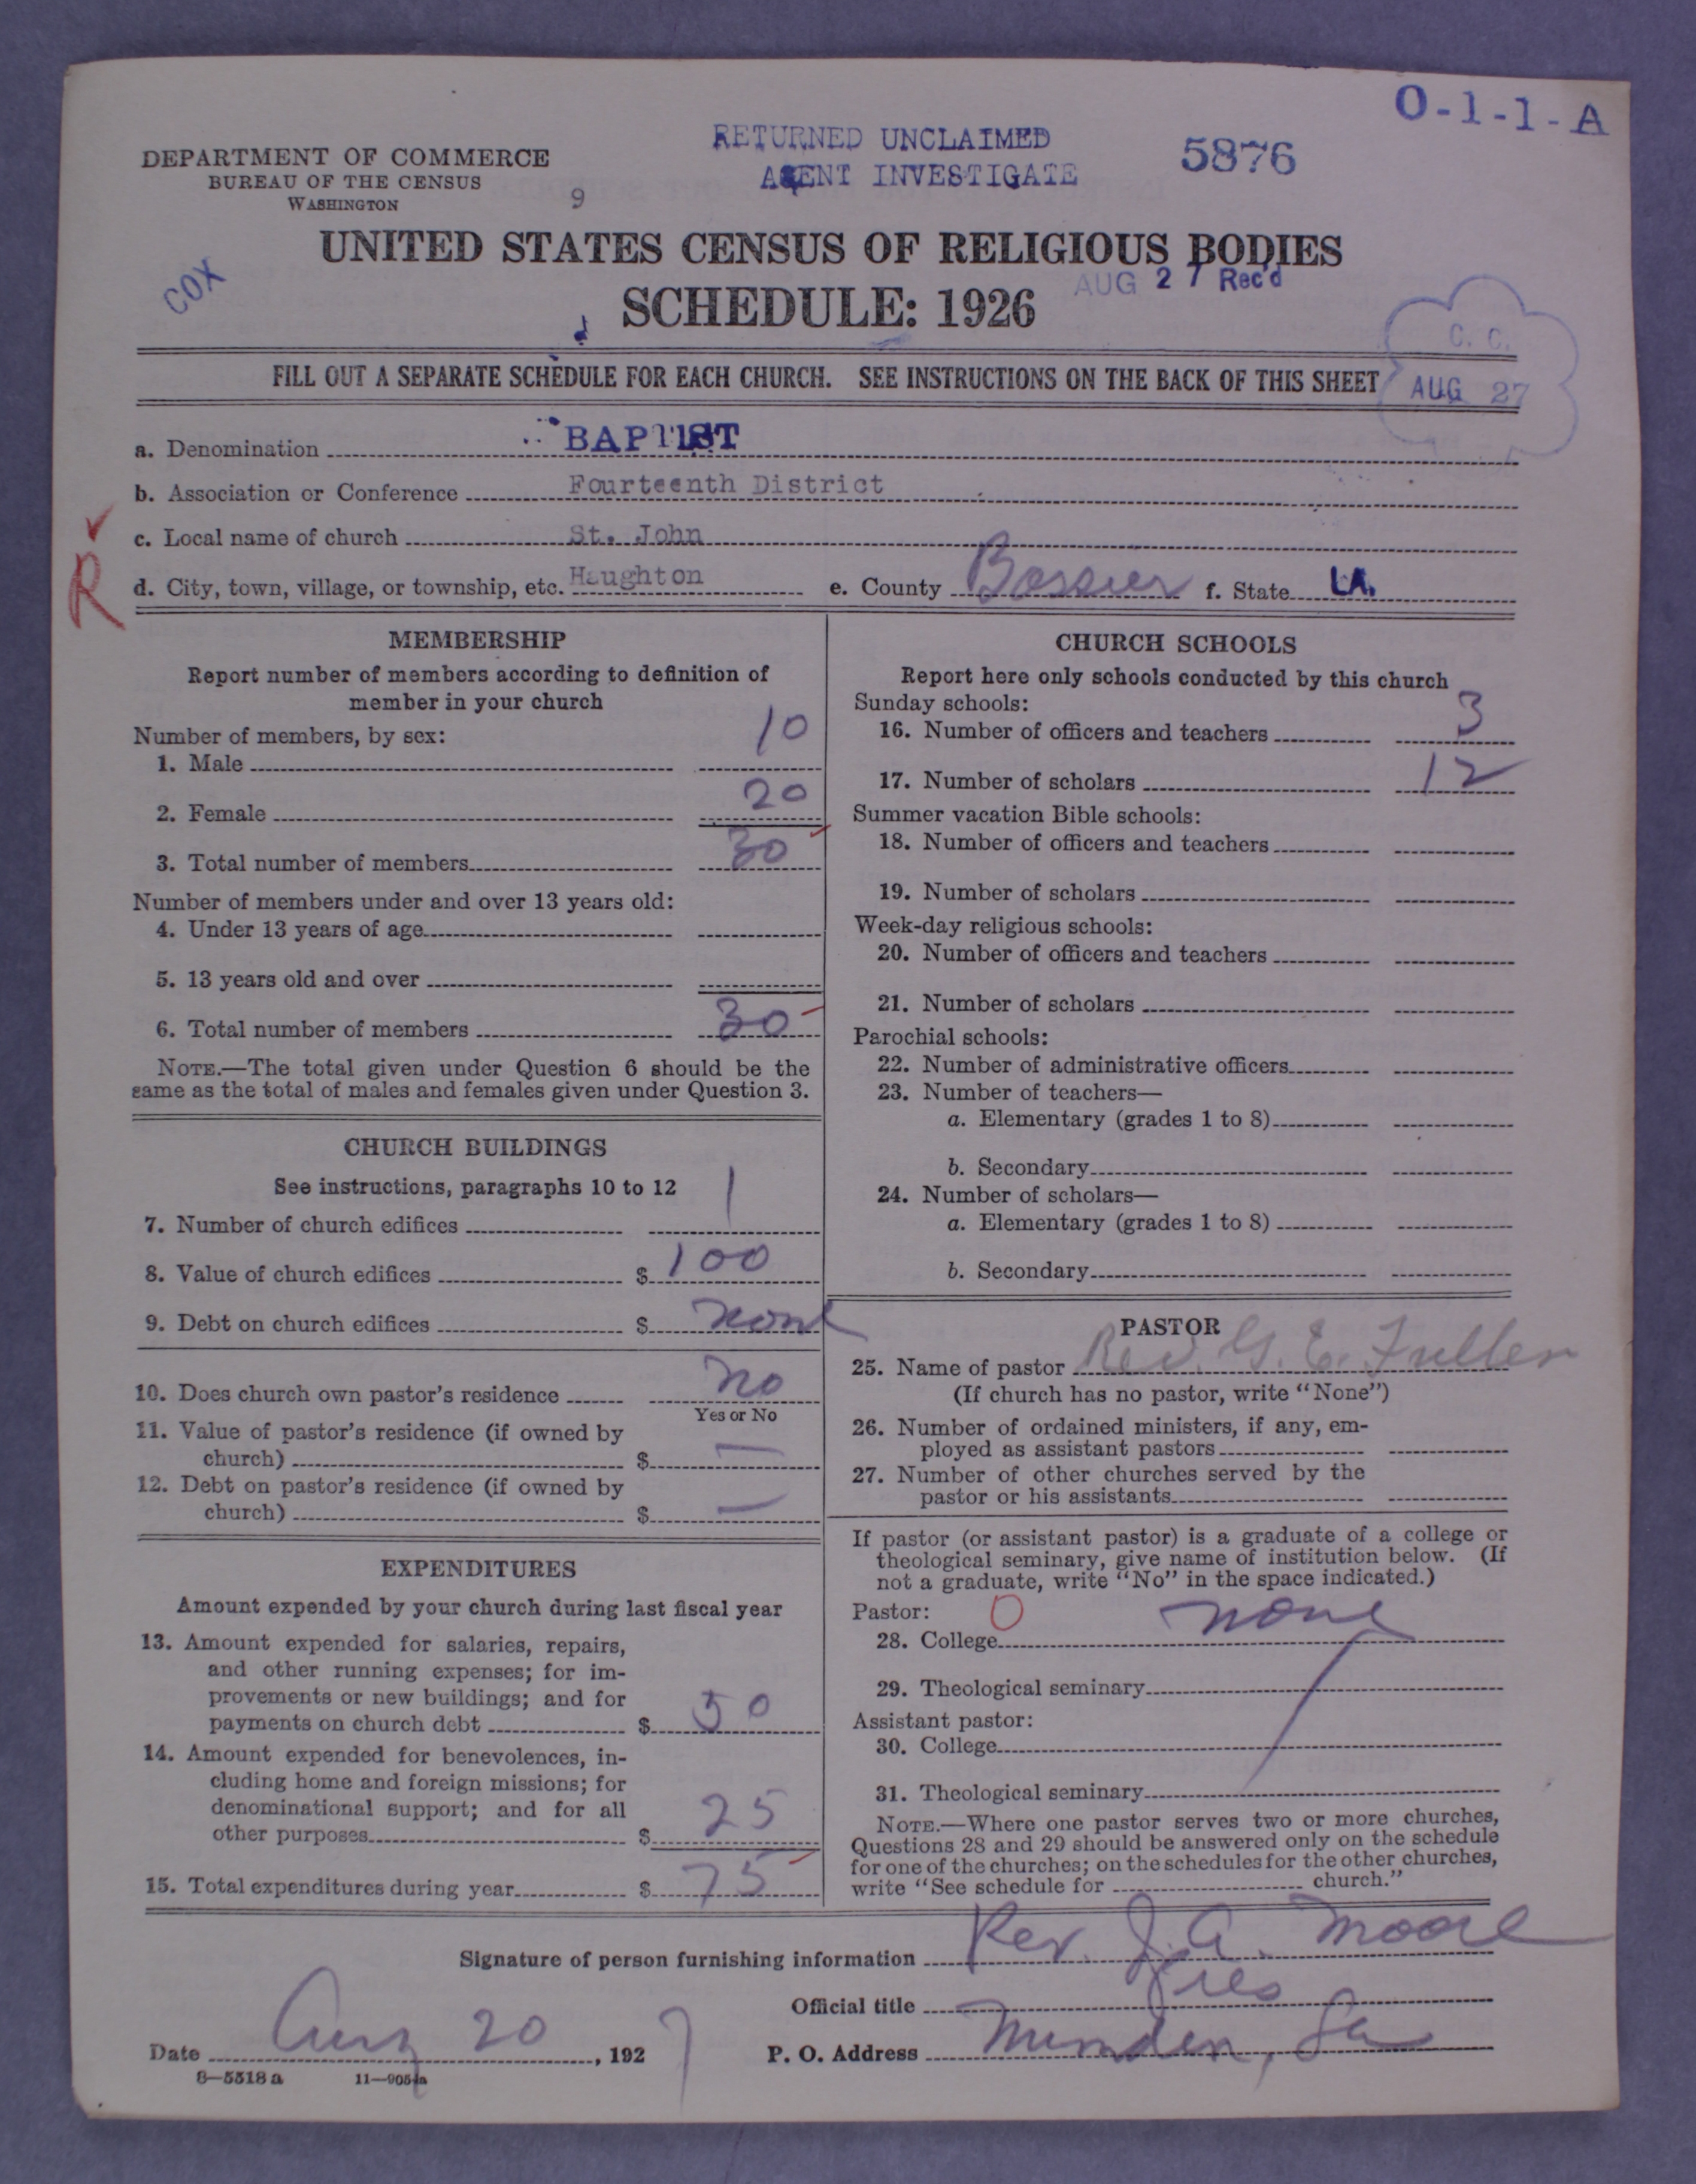 O-1-1-A
RETURNED UNCLAIMED
AGENT INVESTIGATE
5876
DEPARTMENT OF COMMERCE
BUREAU OF THE CENSUS
WASHINGTON
9
UNITED STATES CENSUS OF RELIGIOUS BODIES
COX
AUG 27 Rec'd
SCHEDULE: 1926
C. C.
AUG 27
FILL OUT A SEPARATE SCHEDULE FOR EACH CHURCH. SEE INSTRUCTIONS ON THE BACK OF THIS SHEET
a. Denomination BAPTIST
b. Association or Conference Fourteenth District
c. Local name of church St. John
R
d. City, town, village, or township, etc. Haughton e. County Bossier f. State LA.
MEMBERSHIP
Report number of members according to definition of
member in your church
Number of members, by sex:
1. Male 10
2. Female 20
3. Total number of members 30
Number of members under and over 13 years old:
4. Under 13 years of age
5. 13 years old and over
6. Total number of members 30
NOTE.—The total given under Question 6 should be the
same as the total of males and females given under Question 3.
CHURCH BUILDINGS
See instructions, paragraphs 10 to 12
7. Number of church edifices 1
8. Value of church edifices $ 100
9. Debt on church edifices $ none
10. Does church own pastor's residence no
Yes or No
11. Value of pastor's residence (if owned by
church) $ —
12. Debt on pastor's residence (if owned by
church) $ —
EXPENDITURES
Amount expended by your church during last fiscal year
13. Amount expended for salaries, repairs,
and other running expenses; for im-
provements or new buildings; and for
payments on church debt $ 50
14. Amount expended for benevolences, in-
cluding home and foreign missions; for
denominational support; and for all
other purposes $ 25
15. Total expenditures during year $ 75
CHURCH SCHOOLS
Report here only schools conducted by this church
Sunday schools:
16. Number of officers and teachers 3
17. Number of scholars 12
Summer vacation Bible schools:
18. Number of officers and teachers
19. Number of scholars
Week-day religious schools:
20. Number of officers and teachers
21. Number of scholars
Parochial schools:
22. Number of administrative officers
23. Number of teachers—
a. Elementary (grades 1 to 8)
b. Secondary
24. Number of scholars—
a. Elementary (grades 1 to 8)
b. Secondary
PASTOR
25. Name of pastor Rev. G. E. Fuller
(If church has no pastor, write "None")
26. Number of ordained ministers, if any, em-
ployed as assistant pastors
27. Number of other churches served by the
pastor or his assistants
If pastor (or assistant pastor) is a graduate of a college or
theological seminary, give name of institution below. (If
not a graduate, write "No" in the space indicated.)
Pastor: O
28. College none
29. Theological seminary
Assistant pastor:
30. College
31. Theological seminary
NOTE.—Where one pastor serves two or more churches,
Questions 28 and 29 should be answered only on the schedule
for one of the churches; on the schedules for the other churches,
write "See schedule for church."
Signature of person furnishing information Rev. J. A. Moore
Official title Pres
Date Aug 20, 1927 P. O. Address Minden, La
8—5518 a 11—9054a